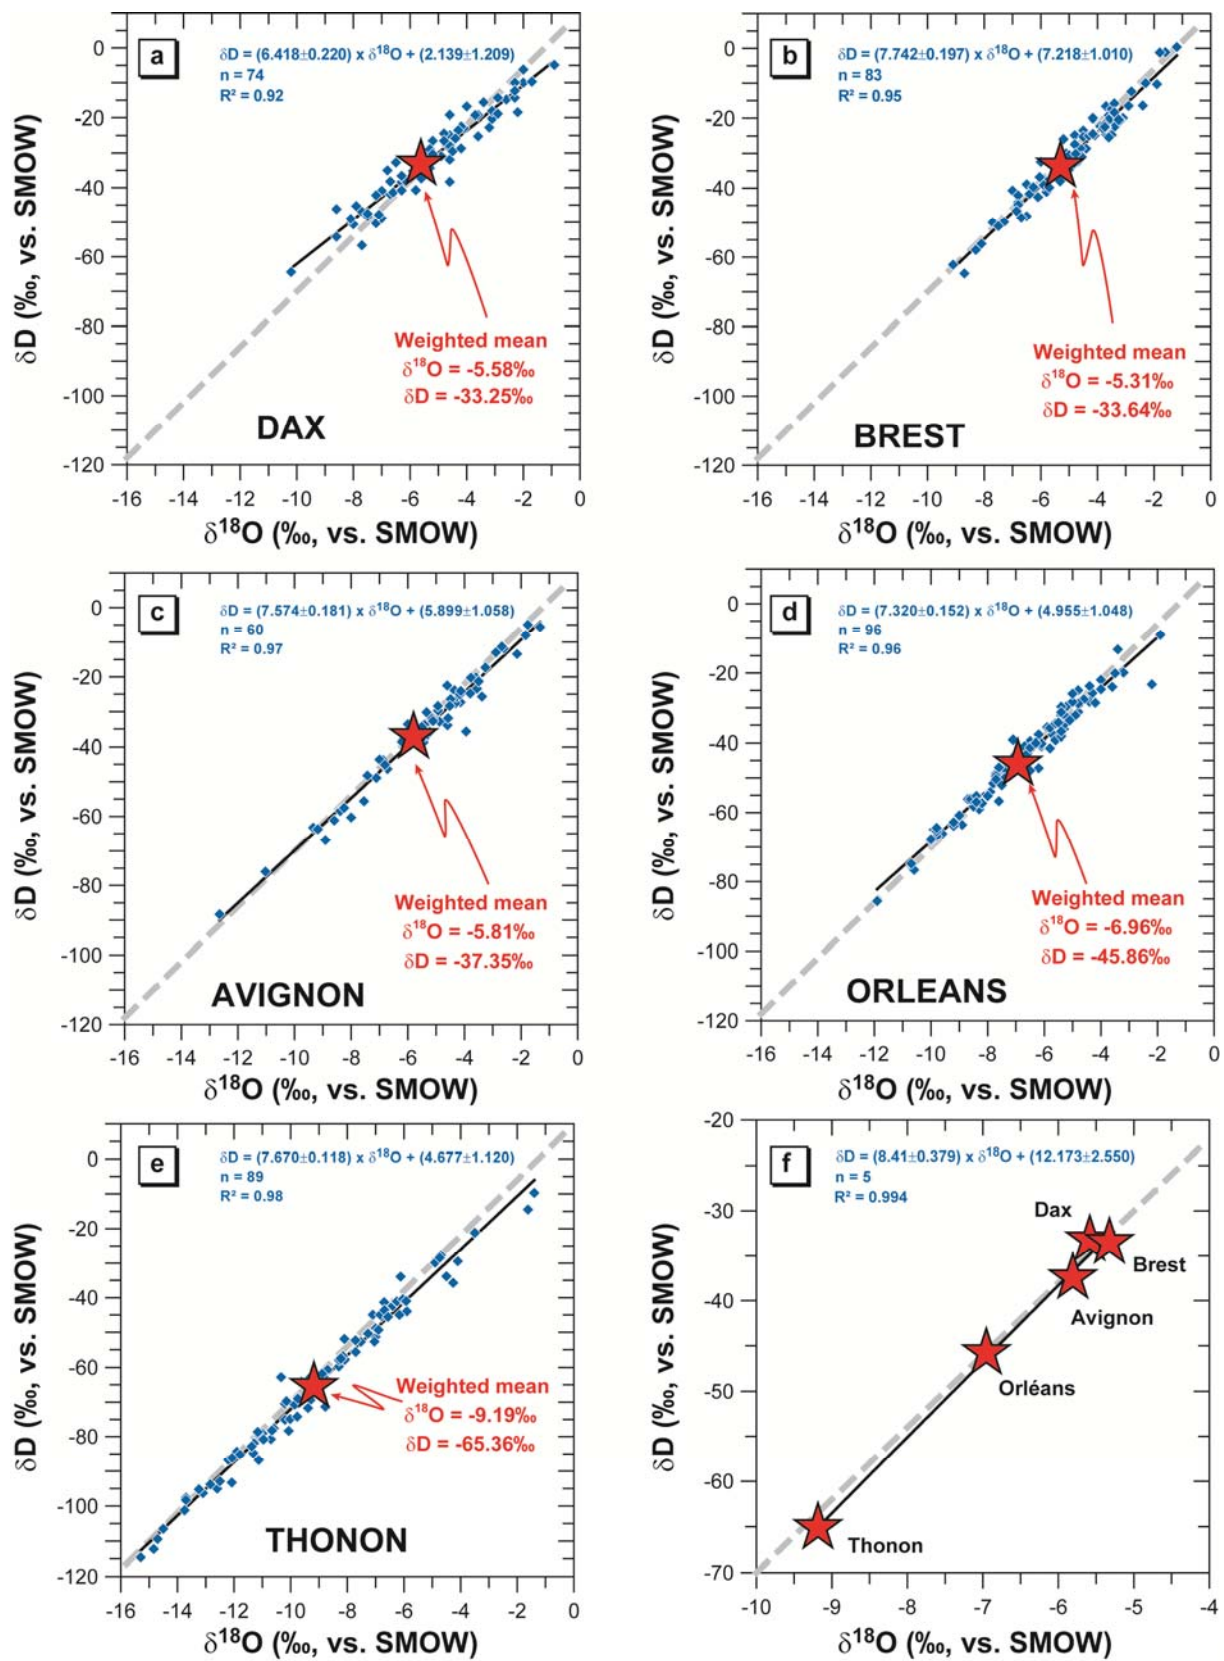 a
δD = (6.418±0.220) x δ¹⁸O + (2.139±1.209)
n = 74
R² = 0.92
0
-20
-40
-60
-80
-100
-120
δD (‰, vs. SMOW)
Weighted mean
δ¹⁸O = -5.58‰
δD = -33.25‰
DAX
-16 -14 -12 -10 -8 -6 -4 -2 0
δ¹⁸O (‰, vs. SMOW)
b
δD = (7.742±0.197) x δ¹⁸O + (7.218±1.010)
n = 83
R² = 0.95
0
-20
-40
-60
-80
-100
-120
δD (‰, vs. SMOW)
Weighted mean
δ¹⁸O = -5.31‰
δD = -33.64‰
BREST
-16 -14 -12 -10 -8 -6 -4 -2 0
δ¹⁸O (‰, vs. SMOW)
c
δD = (7.574±0.181) x δ¹⁸O + (5.899±1.058)
n = 60
R² = 0.97
0
-20
-40
-60
-80
-100
-120
δD (‰, vs. SMOW)
Weighted mean
δ¹⁸O = -5.81‰
δD = -37.35‰
AVIGNON
-16 -14 -12 -10 -8 -6 -4 -2 0
δ¹⁸O (‰, vs. SMOW)
d
δD = (7.320±0.152) x δ¹⁸O + (4.955±1.048)
n = 96
R² = 0.96
0
-20
-40
-60
-80
-100
-120
δD (‰, vs. SMOW)
Weighted mean
δ¹⁸O = -6.96‰
δD = -45.86‰
ORLEANS
-16 -14 -12 -10 -8 -6 -4 -2 0
δ¹⁸O (‰, vs. SMOW)
e
δD = (7.670±0.118) x δ¹⁸O + (4.677±1.120)
n = 89
R² = 0.98
0
-20
-40
-60
-80
-100
-120
δD (‰, vs. SMOW)
Weighted mean
δ¹⁸O = -9.19‰
δD = -65.36‰
THONON
-16 -14 -12 -10 -8 -6 -4 -2 0
δ¹⁸O (‰, vs. SMOW)
f
δD = (8.41±0.379) x δ¹⁸O + (12.173±2.550)
n = 5
R² = 0.994
-20
-30
-40
-50
-60
-70
δD (‰, vs. SMOW)
Dax
Brest
Avignon
Orléans
Thonon
-10 -9 -8 -7 -6 -5 -4
δ¹⁸O (‰, vs. SMOW)